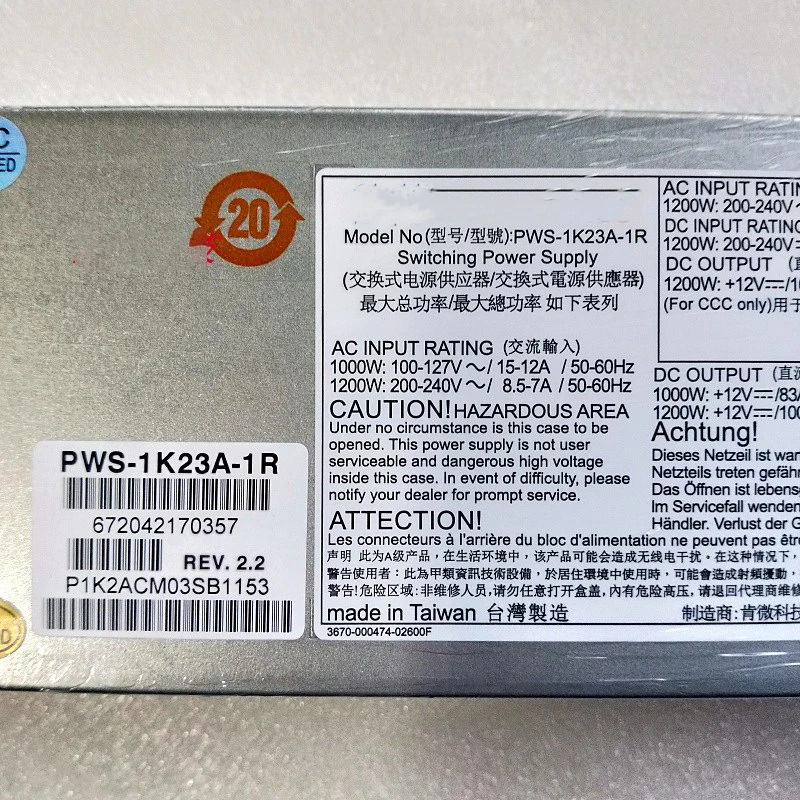 C
ED
20
Model No(型号/型號):PWS-1K23A-1R
Switching Power Supply
(交换式电源供应器/交換式電源供應器)
最大总功率/最大總功率 如下表列
AC INPUT RATING (交流輸入)
1000W: 100-127V～/ 15-12A / 50-60Hz
1200W: 200-240V～/ 8.5-7A / 50-60Hz
CAUTION! HAZARDOUS AREA
Under no circumstance is this case to be
opened. This power supply is not user
serviceable and dangerous high voltage
inside this case. In event of difficulty, please
notify your dealer for prompt service.
AC INPUT
1200W: 200-240V
DC INPUT
1200W: 200-240V
DC OUTPUT
1200W: +12V⎓/
(For CCC only)用于
DC OUTPUT
1000W: +12V⎓/83A
1200W: +12V⎓/100
Achtung!
Dieses Netzeil ist
Netzteils treten
Das Öffnen ist
Im Servicefall
Händler. Verlust der
ATTECTION!
Les connecteurs à l'arrière du bloc d'alimentation ne peuvent pas
声明 此为A级产品，在生活环境中，该产品可能会造成无线电干扰。在这种情况下，
警告使用者：此為甲類資訊技術設備，於居住環境中使用時，可能會造成射頻擾動，
警告!危险区域:非维修人员,请勿任意打开盒盖,内有危险高压,请退回代理商维修
made in Taiwan 台灣製造
制造商: 肯微科技
3670-000474-02600F
PWS-1K23A-1R
672042170357
REV. 2.2
P1K2ACM03SB1153
D